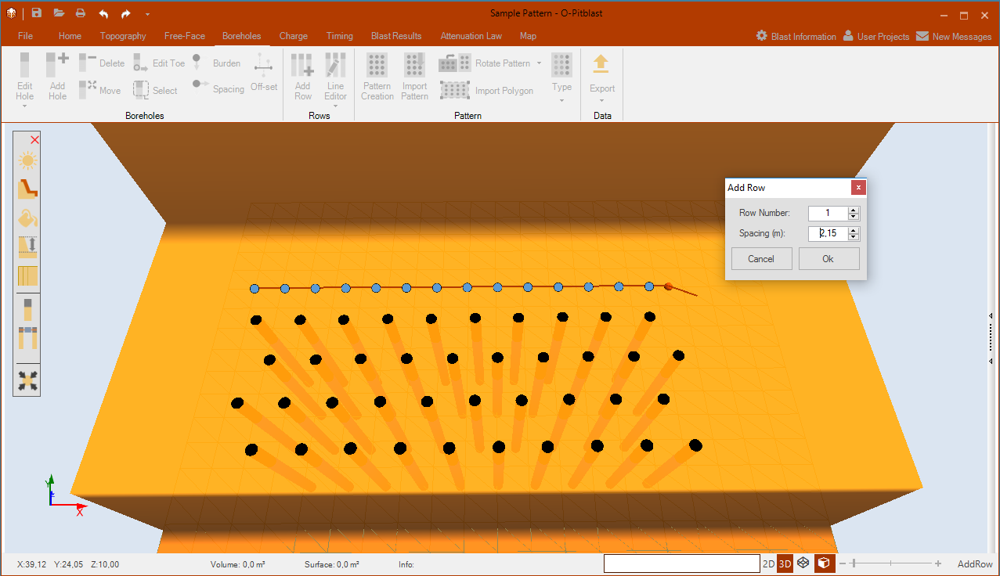 Sample Pattern - O-Pitblast
File Home Topography Free-Face Boreholes Charge Timing Blast Results Attenuation Law Map Blast Information User Projects New Messages
Edit Hole
Add Hole
Delete
Move
Edit Toe
Select
Burden
Spacing
Off-set
Boreholes
Add Row
Line Editor
Rows
Pattern Creation
Import Pattern
Rotate Pattern
Import Polygon
Type
Pattern
Export
Data
Add Row
Row Number: 1
Spacing (m): 2,15
Cancel Ok
Y
Z
X
X:39,12 Y:24,05 Z:10,00 Volume: 0,0 m³ Surface: 0,0 m² Info: 2D 3D AddRow